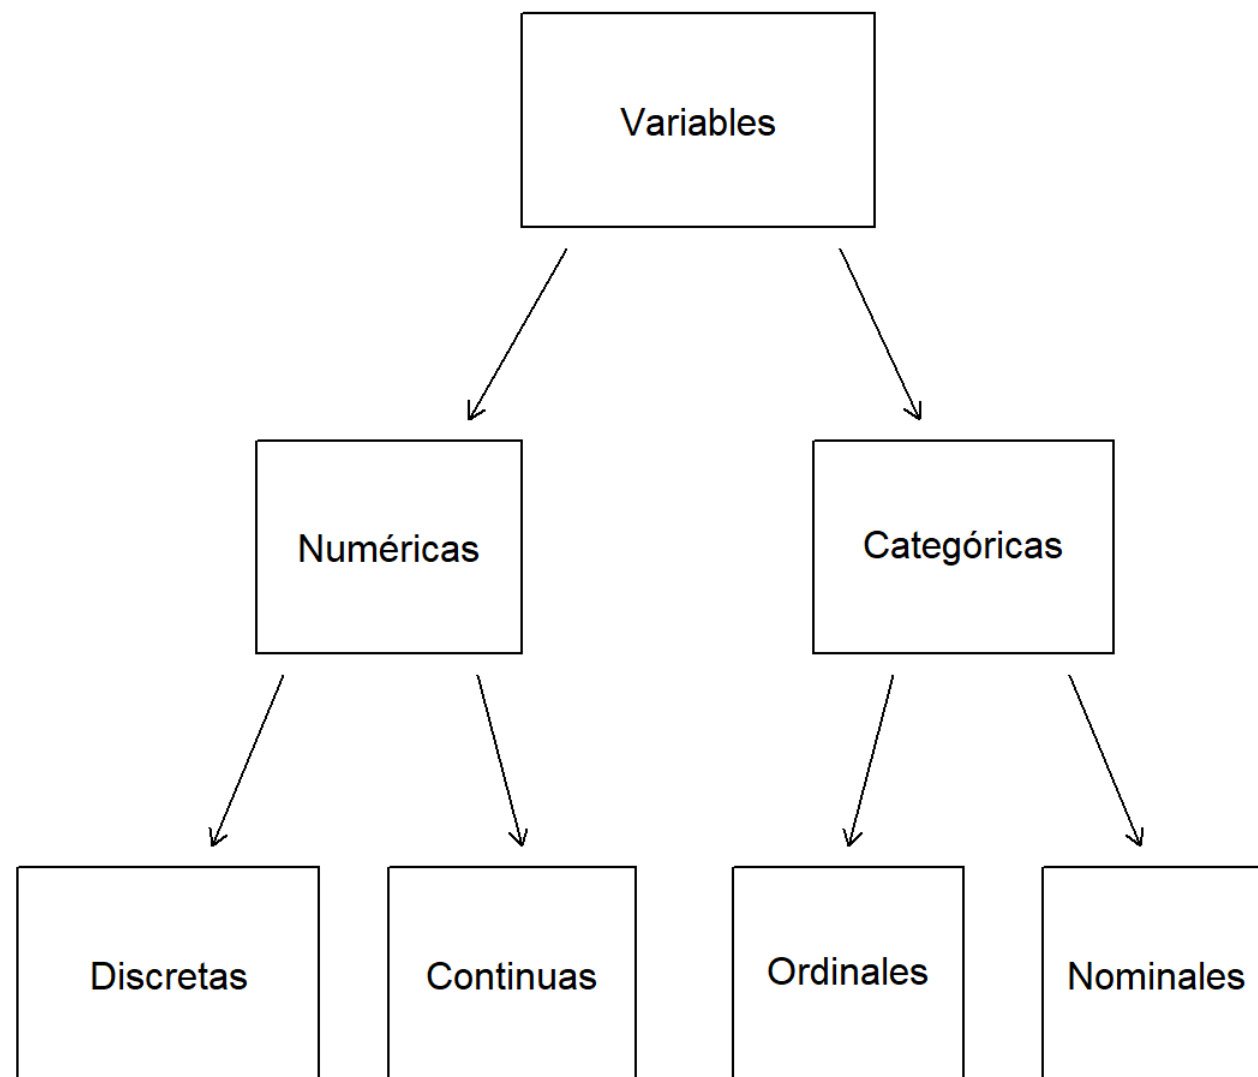 Variables
Numéricas
Categóricas
Discretas
Continuas
Ordinales
Nominales